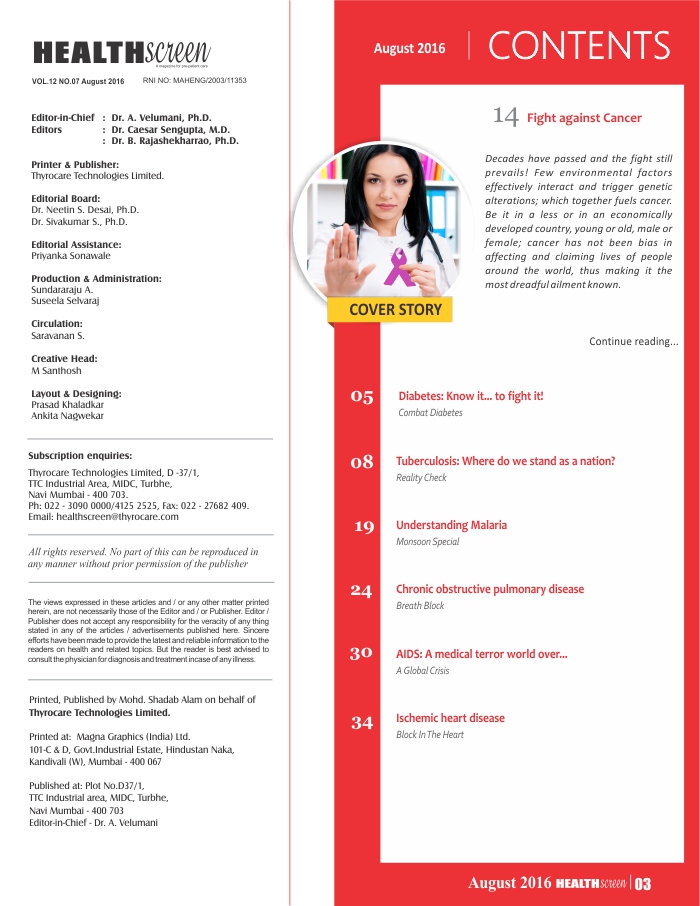 HEALTHscreen
A magazine for pre-patient care
VOL.12 NO.07 August 2016 RNI NO: MAHENG/2003/11353
Editor-in-Chief : Dr. A. Velumani, Ph.D.
Editors : Dr. Caesar Sengupta, M.D.
: Dr. B. Rajashekharrao, Ph.D.
Printer & Publisher:
Thyrocare Technologies Limited.
Editorial Board:
Dr. Neetin S. Desai, Ph.D.
Dr. Sivakumar S., Ph.D.
Editorial Assistance:
Priyanka Sonawale
Production & Administration:
Sundararaju A.
Suseela Selvaraj
Circulation:
Saravanan S.
Creative Head:
M Santhosh
Layout & Designing:
Prasad Khaladkar
Ankita Nagwekar
Subscription enquiries:
Thyrocare Technologies Limited, D -37/1,
TTC Industrial Area, MIDC, Turbhe,
Navi Mumbai - 400 703.
Ph: 022 - 3090 0000/4125 2525, Fax: 022 - 27682 409.
Email: healthscreen@thyrocare.com
All rights reserved. No part of this can be reproduced in
any manner without prior permission of the publisher
The views expressed in these articles and / or any other matter printed
herein, are not necessarily those of the Editor and / or Publisher. Editor /
Publisher does not accept any responsibility for the veracity of any thing
stated in any of the articles / advertisements published here. Sincere
efforts have been made to provide the latest and reliable information to the
readers on health and related topics. But the reader is best advised to
consult the physician for diagnosis and treatment incase of any illness.
Printed, Published by Mohd. Shadab Alam on behalf of
Thyrocare Technologies Limited.
Printed at: Magna Graphics (India) Ltd.
101-C & D, Govt.Industrial Estate, Hindustan Naka,
Kandivali (W), Mumbai - 400 067
Published at: Plot No.D37/1,
TTC Industrial area, MIDC, Turbhe,
Navi Mumbai - 400 703
Editor-in-Chief - Dr. A. Velumani
August 2016 | CONTENTS
14 Fight against Cancer
Decades have passed and the fight still
prevails! Few environmental factors
effectively interact and trigger genetic
alterations; which together fuels cancer.
Be it in a less or in an economically
developed country, young or old, male or
female; cancer has not been bias in
affecting and claiming lives of people
around the world, thus making it the
most dreadful ailment known.
COVER STORY
Continue reading...
05 Diabetes: Know it... to fight it!
Combat Diabetes
08 Tuberculosis: Where do we stand as a nation?
Reality Check
19 Understanding Malaria
Monsoon Special
24 Chronic obstructive pulmonary disease
Breath Block
30 AIDS: A medical terror world over...
A Global Crisis
34 Ischemic heart disease
Block In The Heart
August 2016 HEALTHscreen | 03